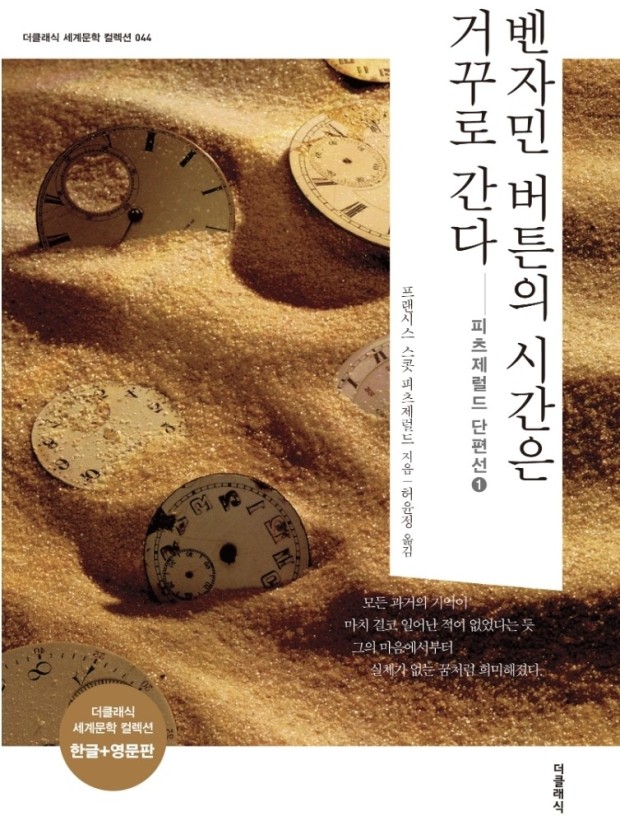 더클래식 세계문학 컬렉션 044
벤자민 버튼의 시간은
거꾸로 간다
피츠제럴드 단편선 1
프랜시스 스콧 피츠제럴드 지음 – 허윤정 옮김
모든 과거의 기억이
마치 결코 일어난 적이 없었다는 듯
그의 마음에서부터
실체가 없는 꿈처럼 희미해졌다.
더클래식
세계문학 컬렉션
한글+영문판
더클래식